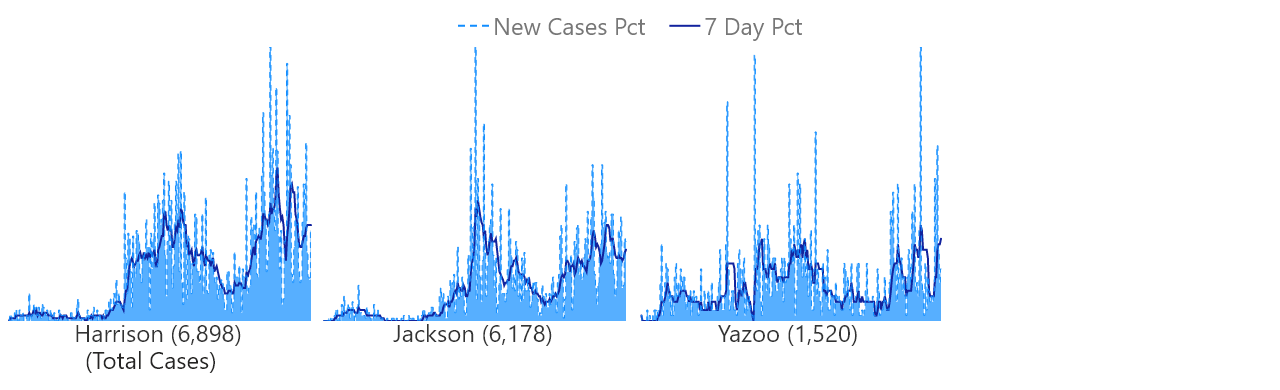 New Cases Pct 7 Day Pct
Harrison (6,898) Jackson (6,178) Yazoo (1,520)
(Total Cases)